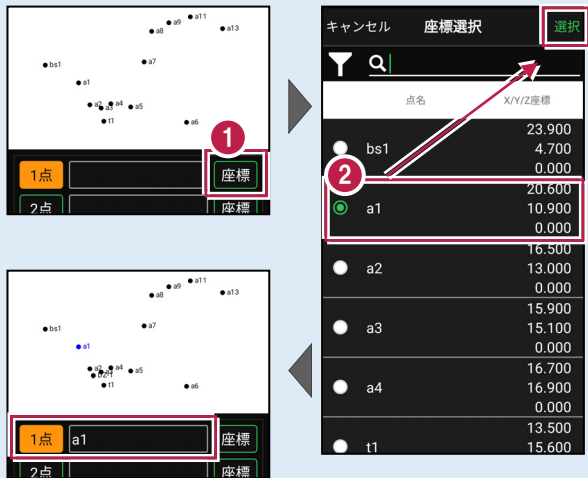 a11
a9
a8
a13
bs1
a7
a1
a2 a3 a4 a5
t1
a6
1
1点
座標
2点
座標
キャンセル 座標選択 選択
点名 X/Y/Z座標
23.900
bs1 4.700
0.000
2
20.600
a1 10.900
0.000
16.500
a2 13.000
0.000
15.900
a3 15.100
0.000
16.700
a4 16.900
0.000
13.500
t1 15.600
a11
a9
a8
a13
bs1
a7
a1
a4 a5
t1
a6
1点 a1 座標
2点 座標